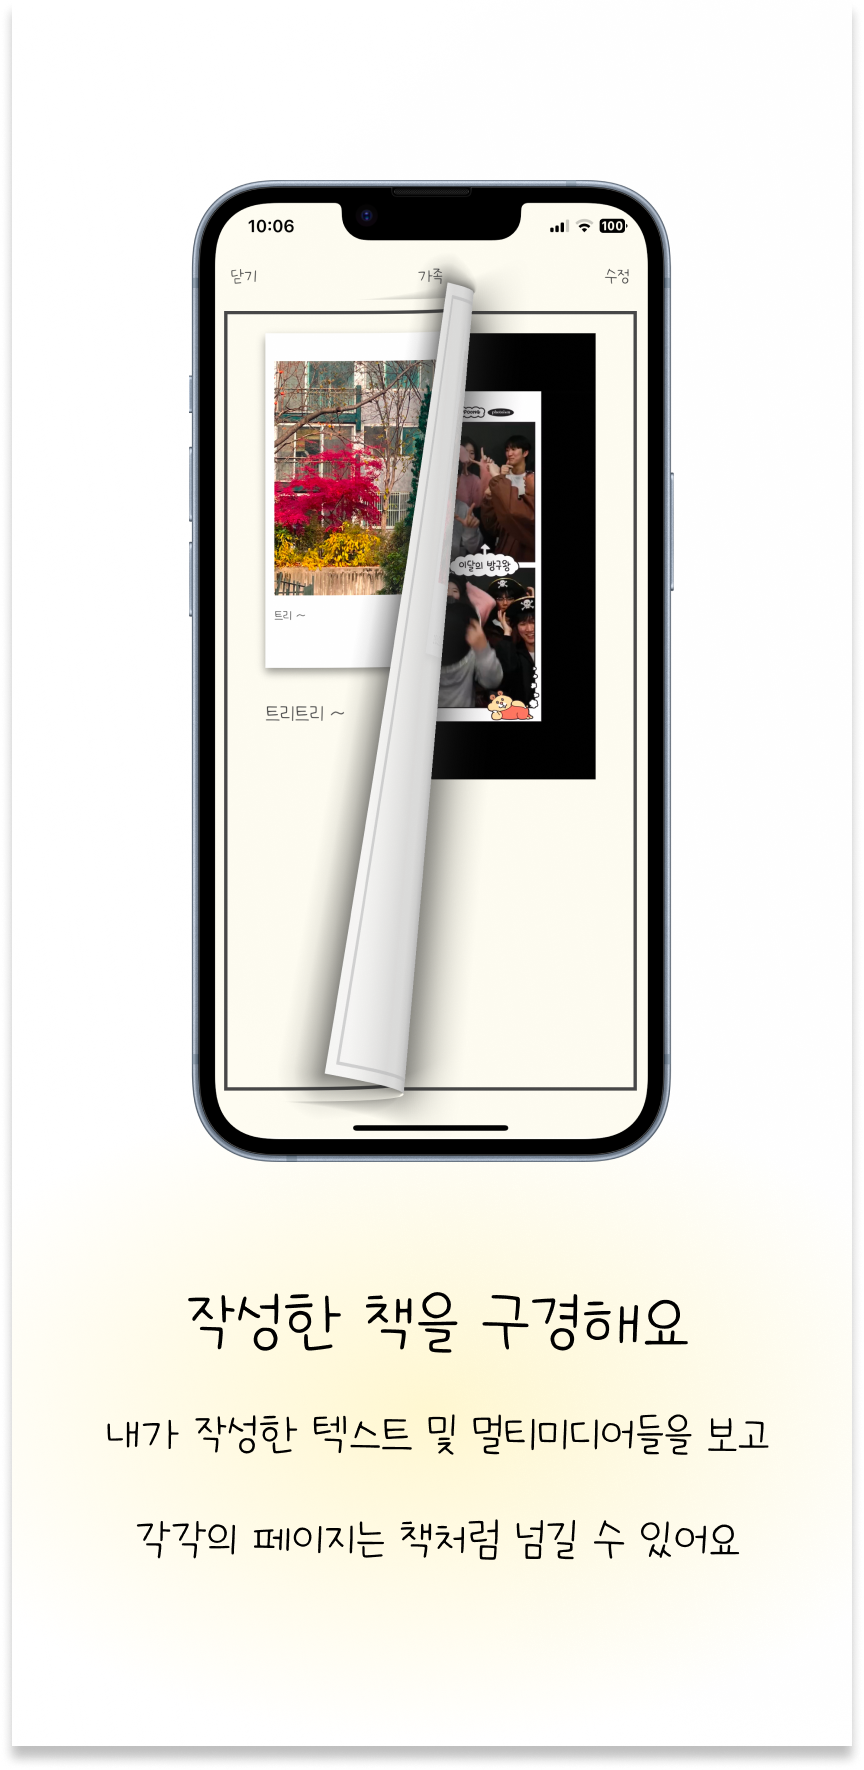 10:06
100
닫기
가족
수정
photoism
이달의 방구왕
트리 ~
트리트리 ~
작성한 책을 구경해요
내가 작성한 텍스트 및 멀티미디어들을 보고
각각의 페이지는 책처럼 넘길 수 있어요